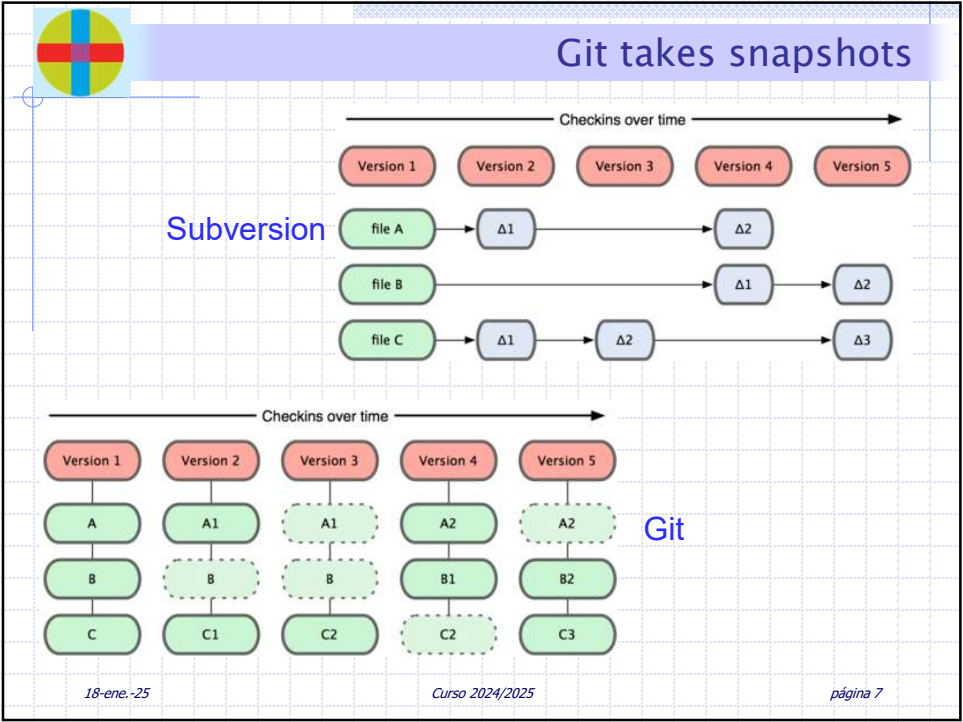 Git takes snapshots
Checkins over time
Version 1 Version 2 Version 3 Version 4 Version 5
Subversion
file A Δ1 Δ2
file B Δ1 Δ2
file C Δ1 Δ2 Δ3
Checkins over time
Version 1 Version 2 Version 3 Version 4 Version 5
A A1 A1 A2 A2
Git
B B B B1 B2
C C1 C2 C2 C3
18-ene.-25 Curso 2024/2025 página 7